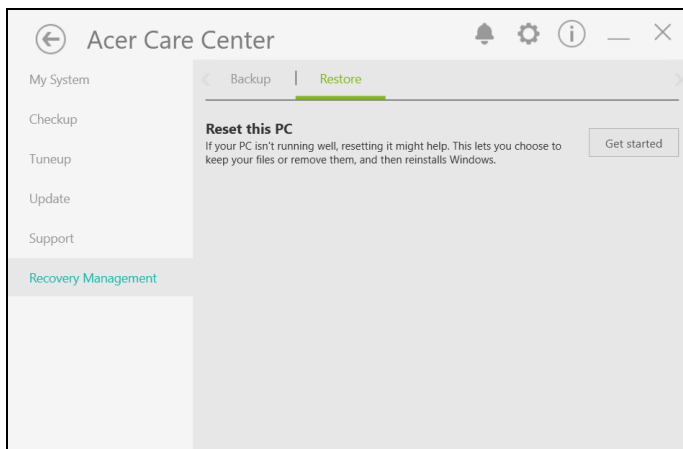 Acer Care Center
My System
Checkup
Tuneup
Update
Support
Recovery Management
Backup | Restore
Reset this PC
If your PC isn't running well, resetting it might help. This lets you choose to
keep your files or remove them, and then reinstalls Windows.
Get started